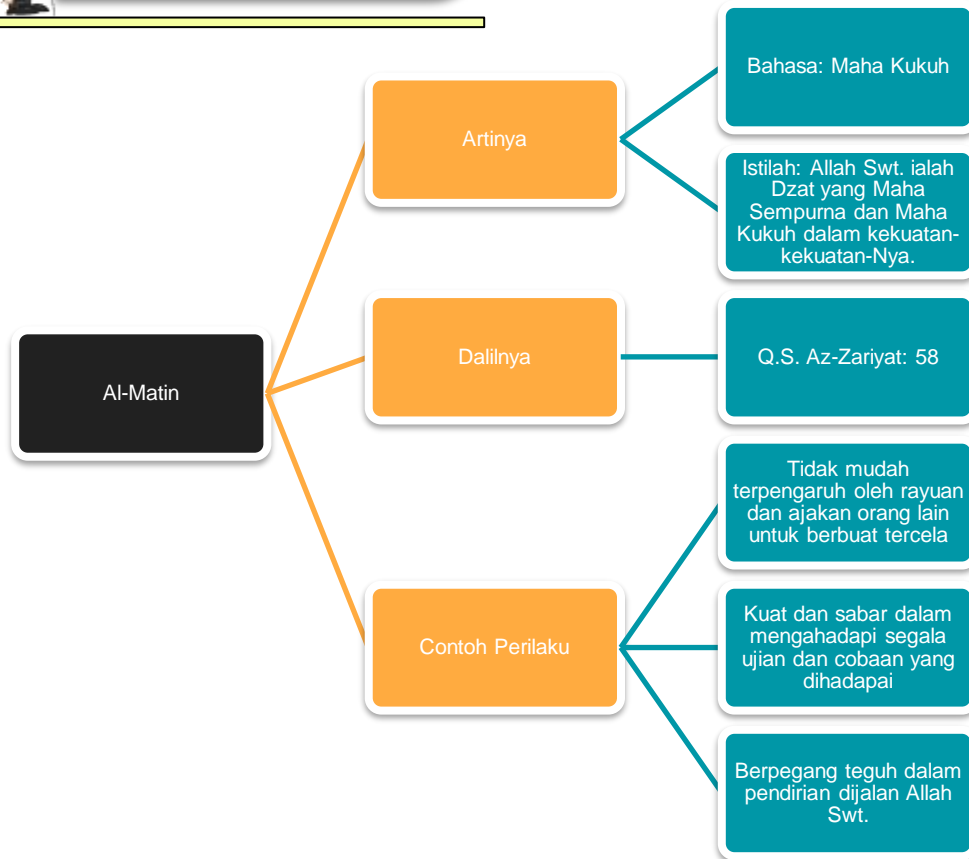 Al-Matin
Artinya
Bahasa: Maha Kukuh
Istilah: Allah Swt. ialah
Dzat yang Maha
Sempurna dan Maha
Kukuh dalam kekuatan-
kekuatan-Nya.
Dalilnya
Q.S. Az-Zariyat: 58
Contoh Perilaku
Tidak mudah
terpengaruh oleh rayuan
dan ajakan orang lain
untuk berbuat tercela
Kuat dan sabar dalam
mengahadapi segala
ujian dan cobaan yang
dihadapai
Berpegang teguh dalam
pendirian dijalan Allah
Swt.